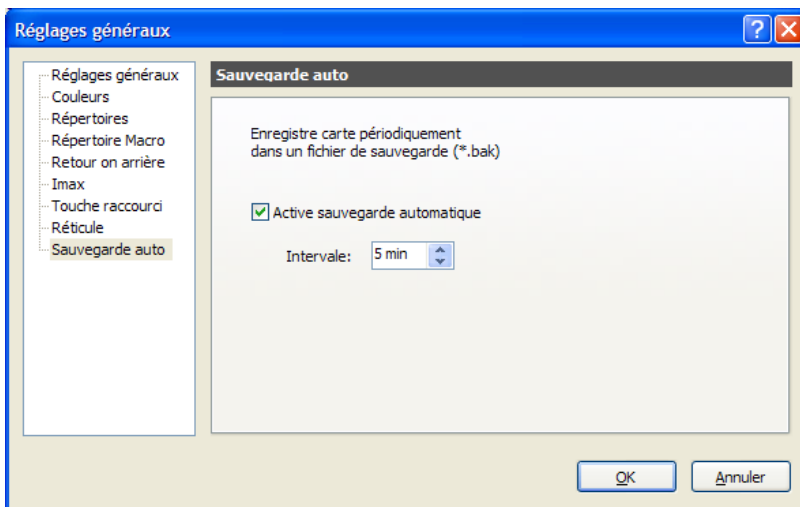 Réglages généraux
?
Réglages généraux
Couleurs
Répertoires
Répertoire Macro
Retour on arrière
Imax
Touche raccourci
Réticule
Sauvegarde auto
Sauvegarde auto
Enregistre carte périodiquement
dans un fichier de sauvegarde (*.bak)
Active sauvegarde automatique
Intervale: 5 min
OK Annuler